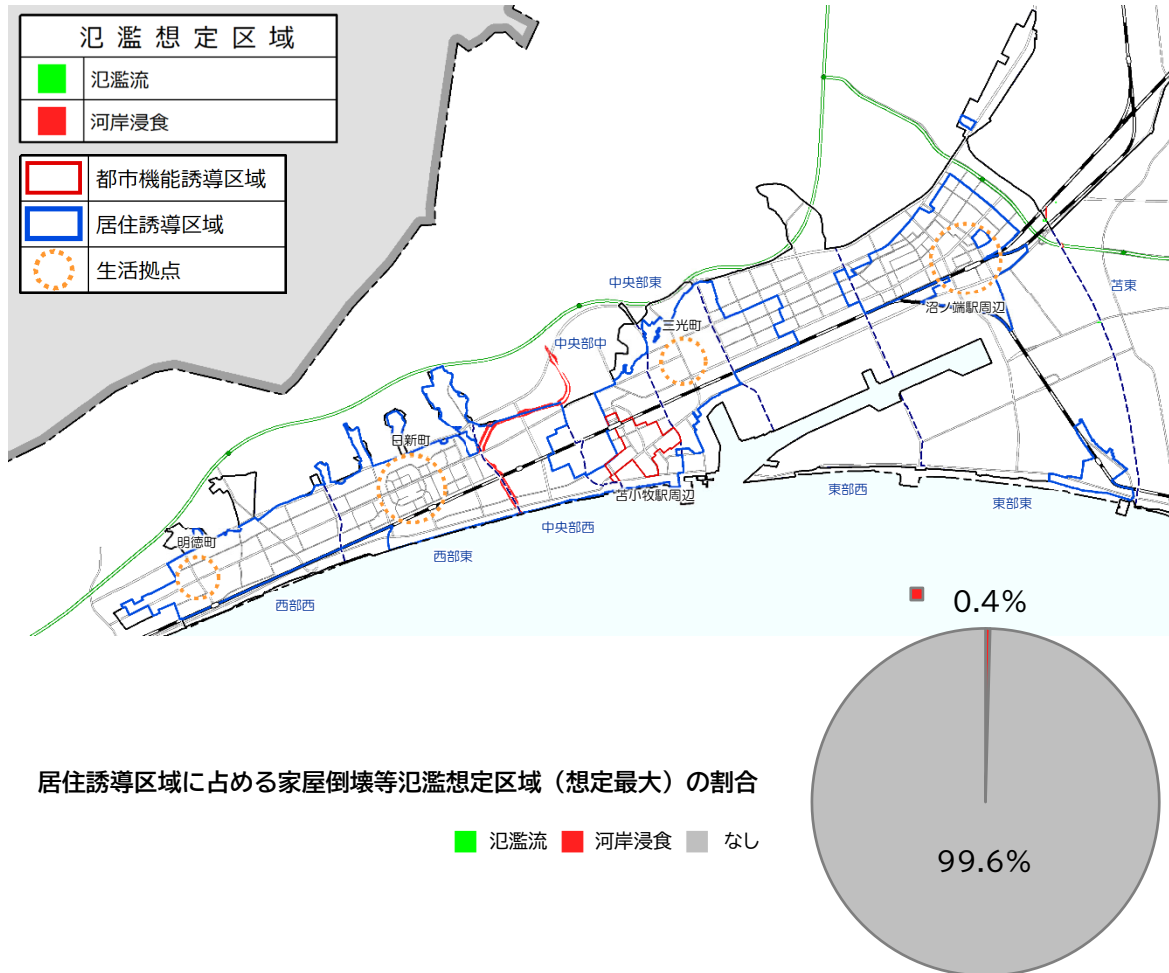 氾濫想定区域
氾濫流
河岸浸食
都市機能誘導区域
居住誘導区域
生活拠点
中央部東
苫東
沼ノ端駅周辺
三光町
中央部中
日新町
苫小牧駅周辺
東部西
東部東
中央部西
明徳町
西部東
西部西
0.4%
居住誘導区域に占める家屋倒壊等氾濫想定区域（想定最大）の割合
氾濫流 河岸浸食 なし
99.6%